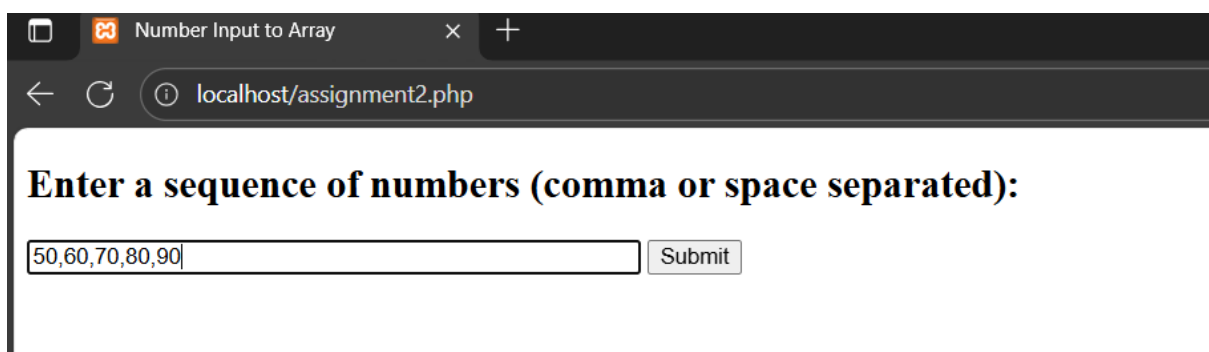 Number Input to Array
localhost/assignment2.php
Enter a sequence of numbers (comma or space separated):
50,60,70,80,90 Submit